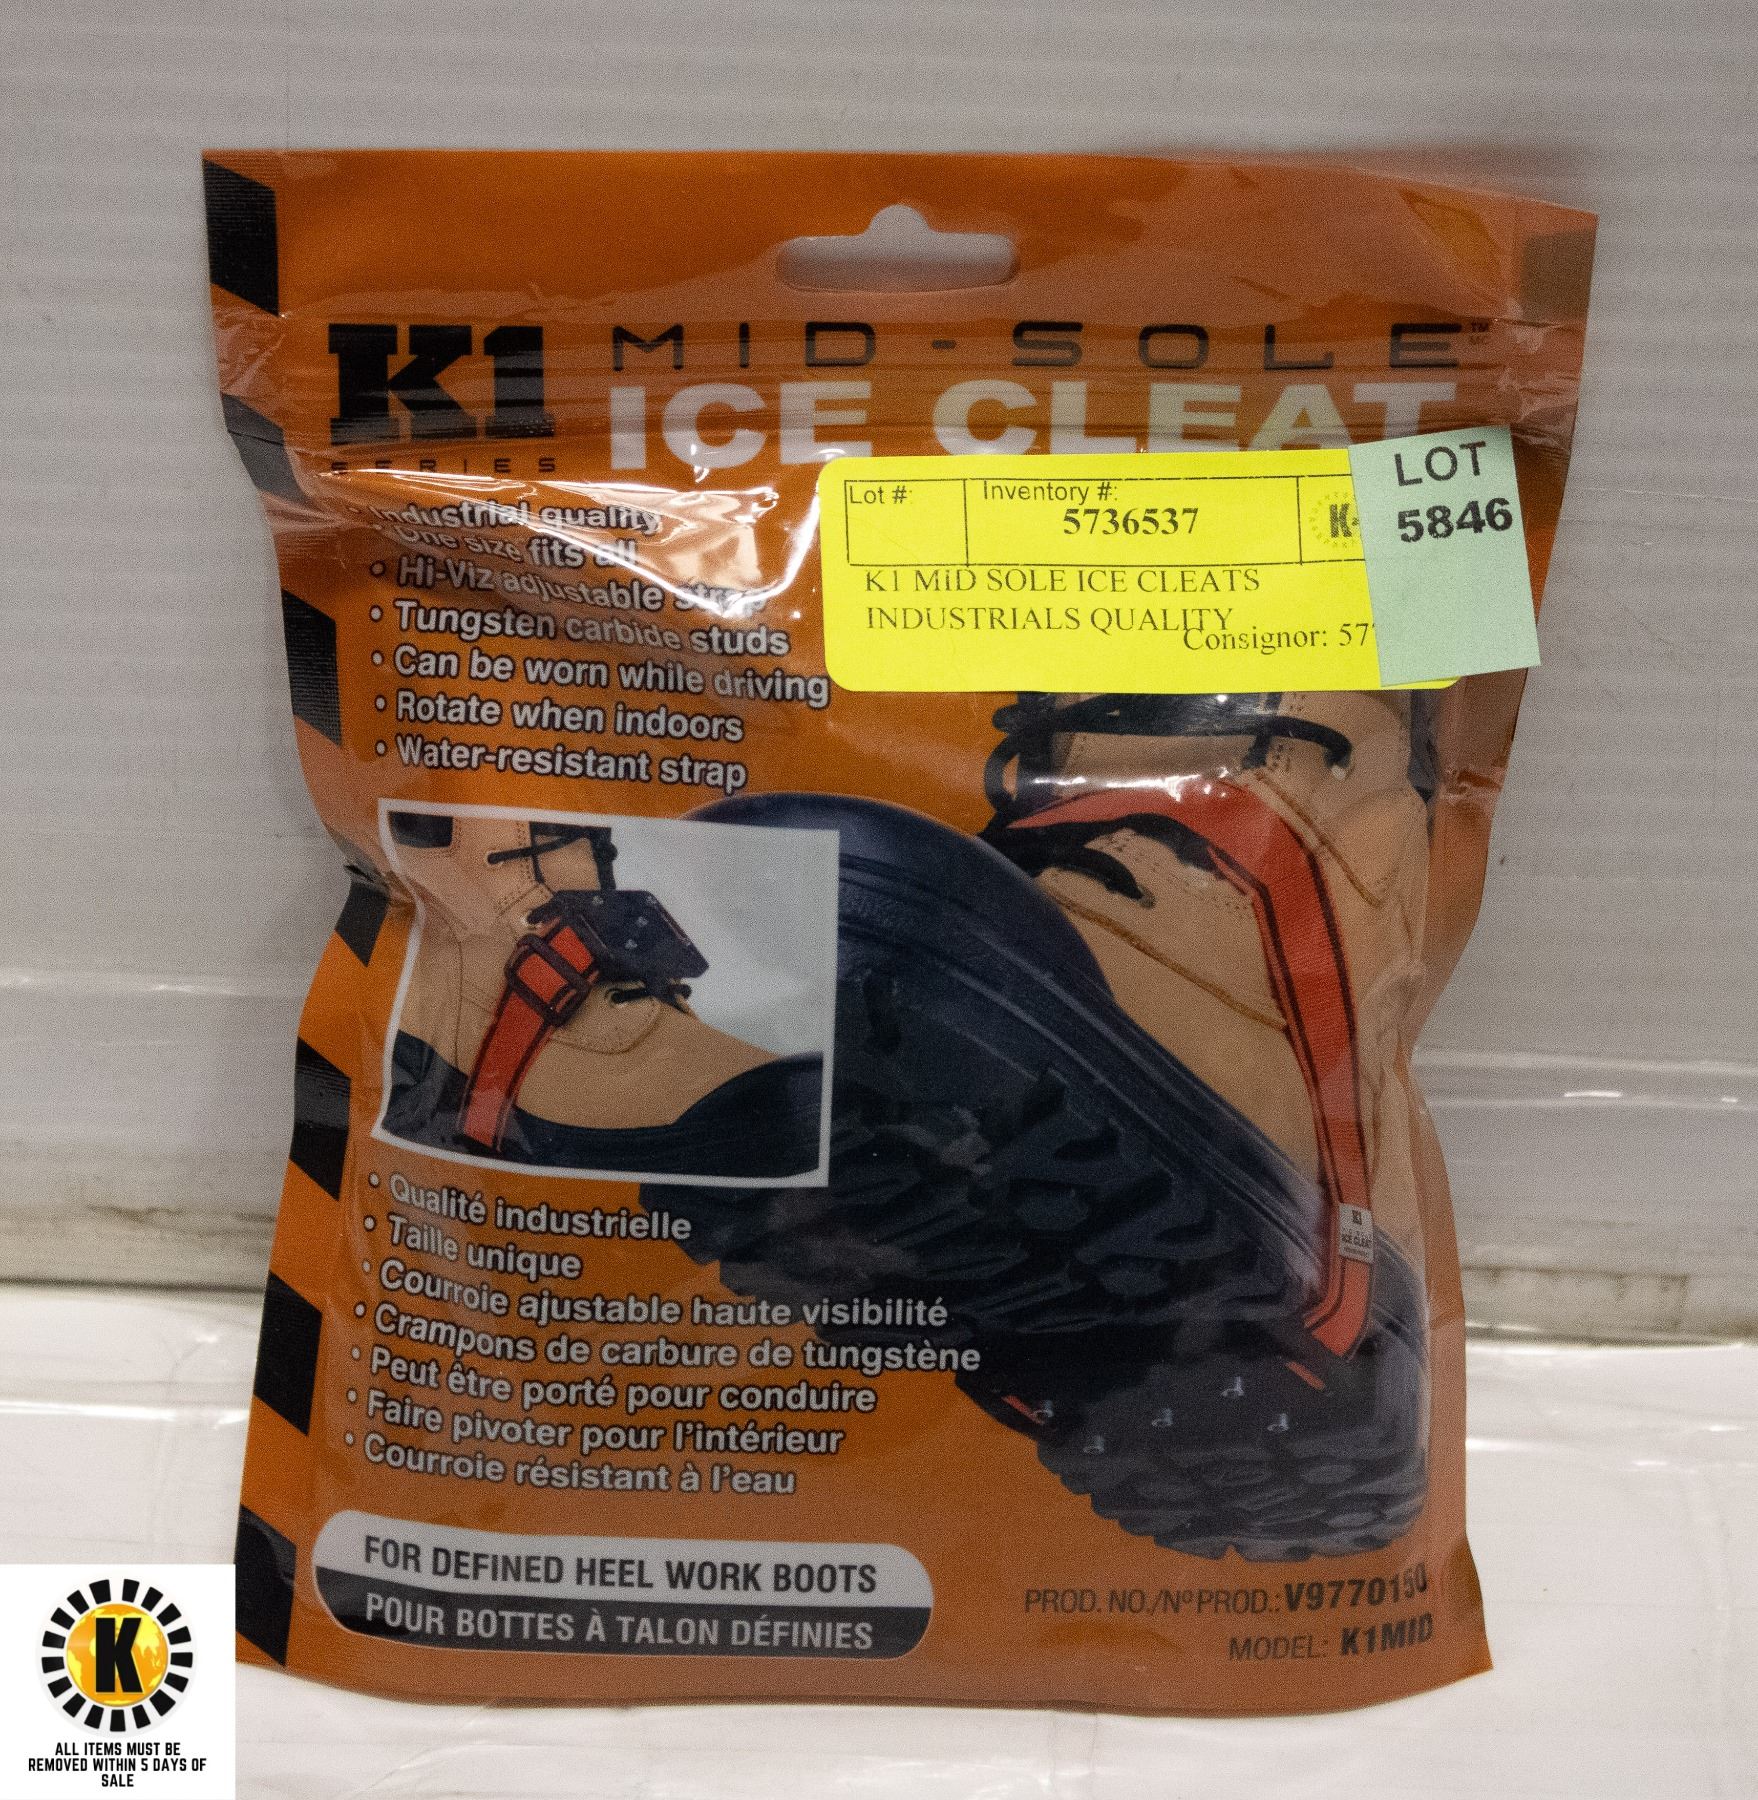 K1
SERIES
MID-SOLE™ MC
ICE CLEAT
• Industrial quality
• One size fits all
• Hi-Viz adjustable strap
• Tungsten carbide studs
• Can be worn while driving
• Rotate when indoors
• Water-resistant strap
Lot #:
Inventory #:
5736537
K
K1 MID SOLE ICE CLEATS
INDUSTRIALS QUALITY
Consignor: 57
LOT
5846
• Qualité industrielle
• Taille unique
• Courroie ajustable haute visibilité
• Crampons de carbure de tungstène
• Peut être porté pour conduire
• Faire pivoter pour l'intérieur
• Courroie résistant à l'eau
K1
ICE CLEAT
FOR DEFINED HEEL WORK BOOTS
POUR BOTTES À TALON DÉFINIES
PROD. NO./Nº PROD.: V9770150
MODEL: K1MID
K
ALL ITEMS MUST BE
REMOVED WITHIN 5 DAYS OF
SALE